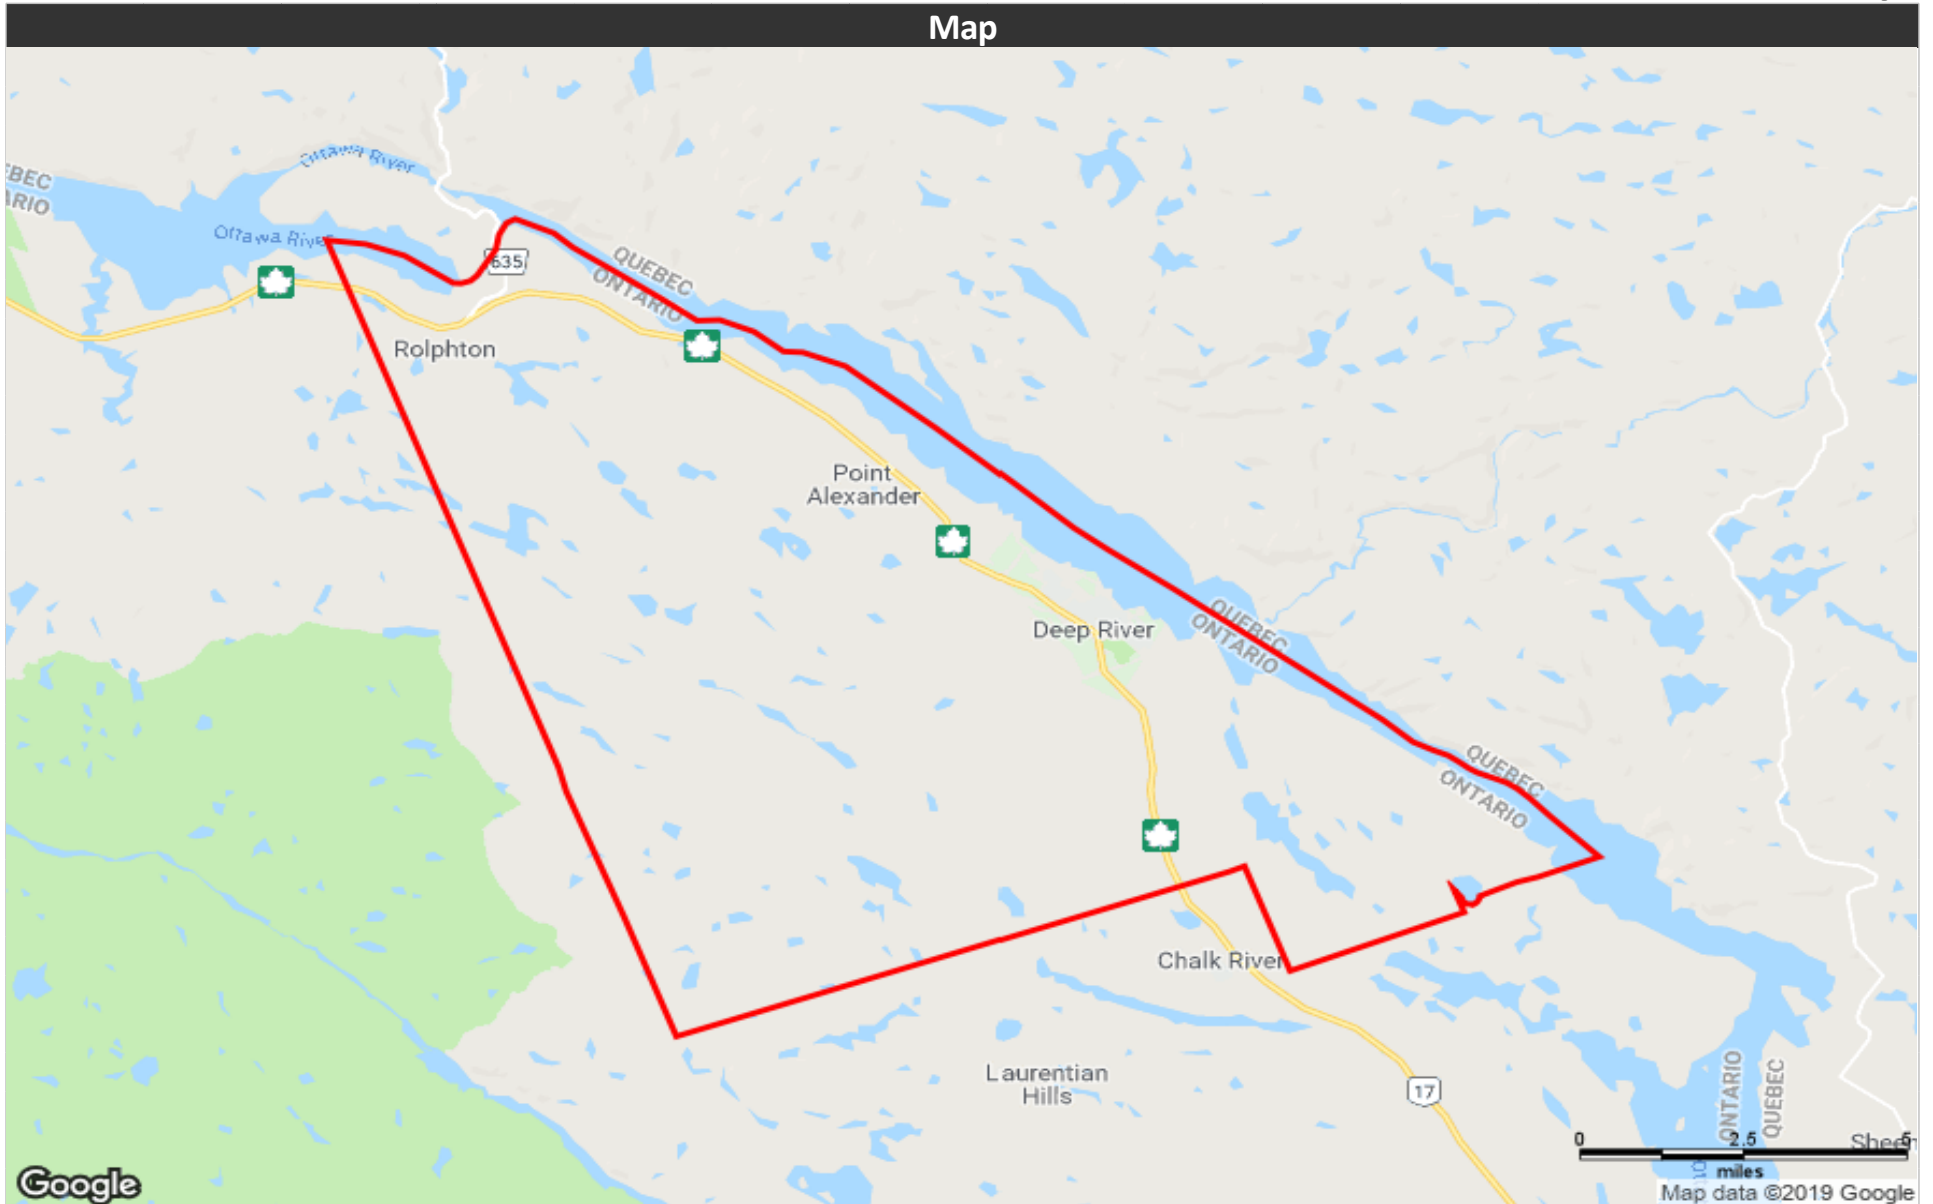 Map
Ottawa River
EBEC
ARIO
Ottawa River
635
QUEBEC
ONTARIO
Rolphton
Point
Alexander
Deep River
QUEBEC
ONTARIO
QUEBEC
ONTARIO
Chalk River
Laurentian
Hills
17
ONTARIO
QUEBEC
0 2.5 5
miles
Google
Map data ©2019 Google